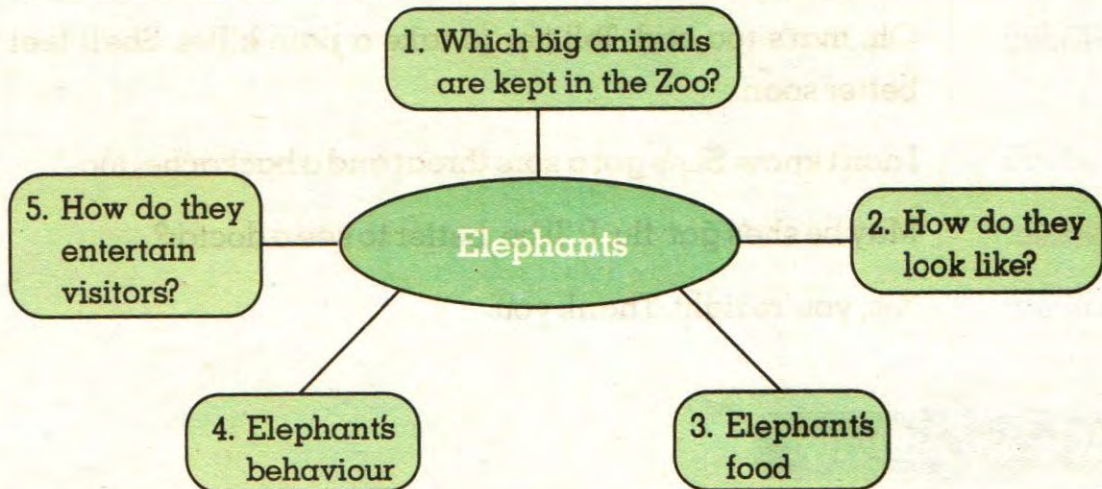 1. Which big animals
are kept in the Zoo?
Elephants
2. How do they
look like?
3. Elephant's
food
4. Elephant's
behaviour
5. How do they
entertain
visitors?